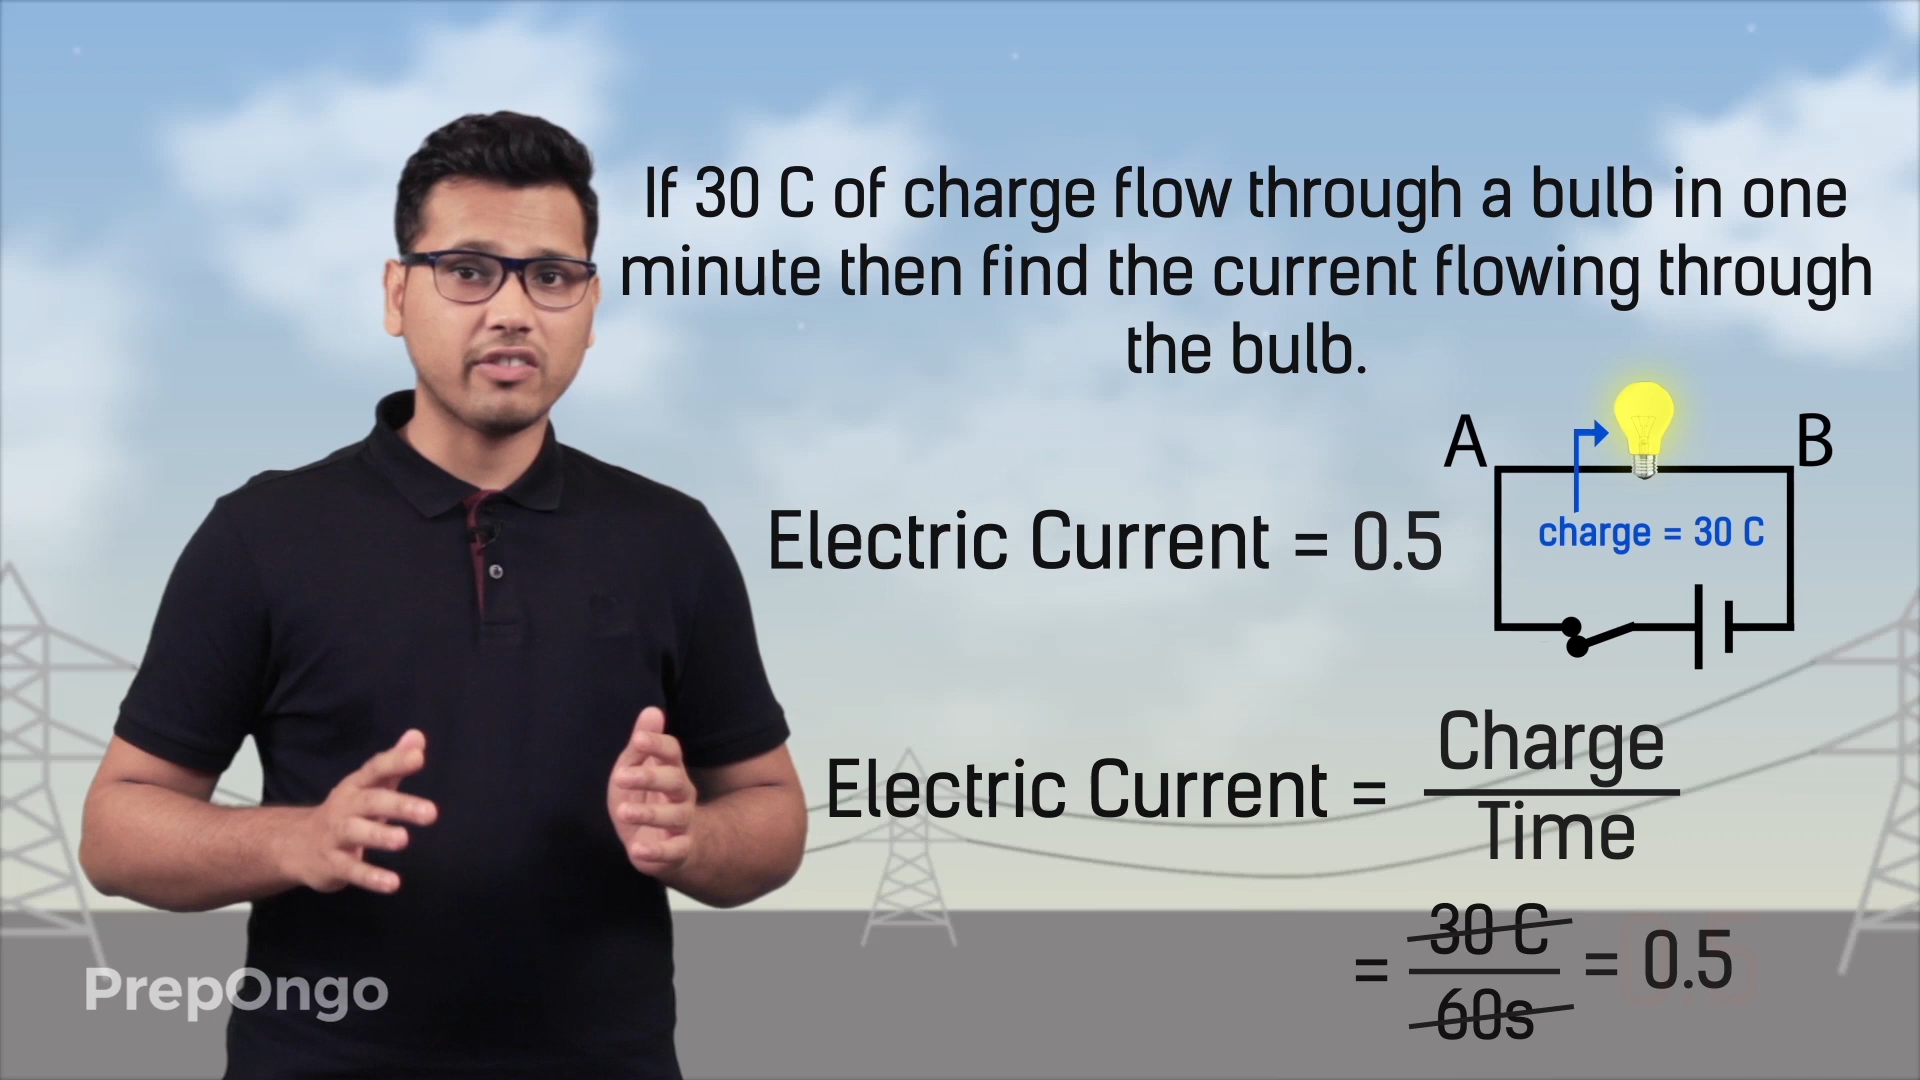 If 30 C of charge flow through a bulb in one
minute then find the current flowing through
the bulb.
A
B
charge = 30 C
Electric Current = 0.5
Electric Current = Charge
Time
= 30 C
60s
= 0.5
PrepOngo